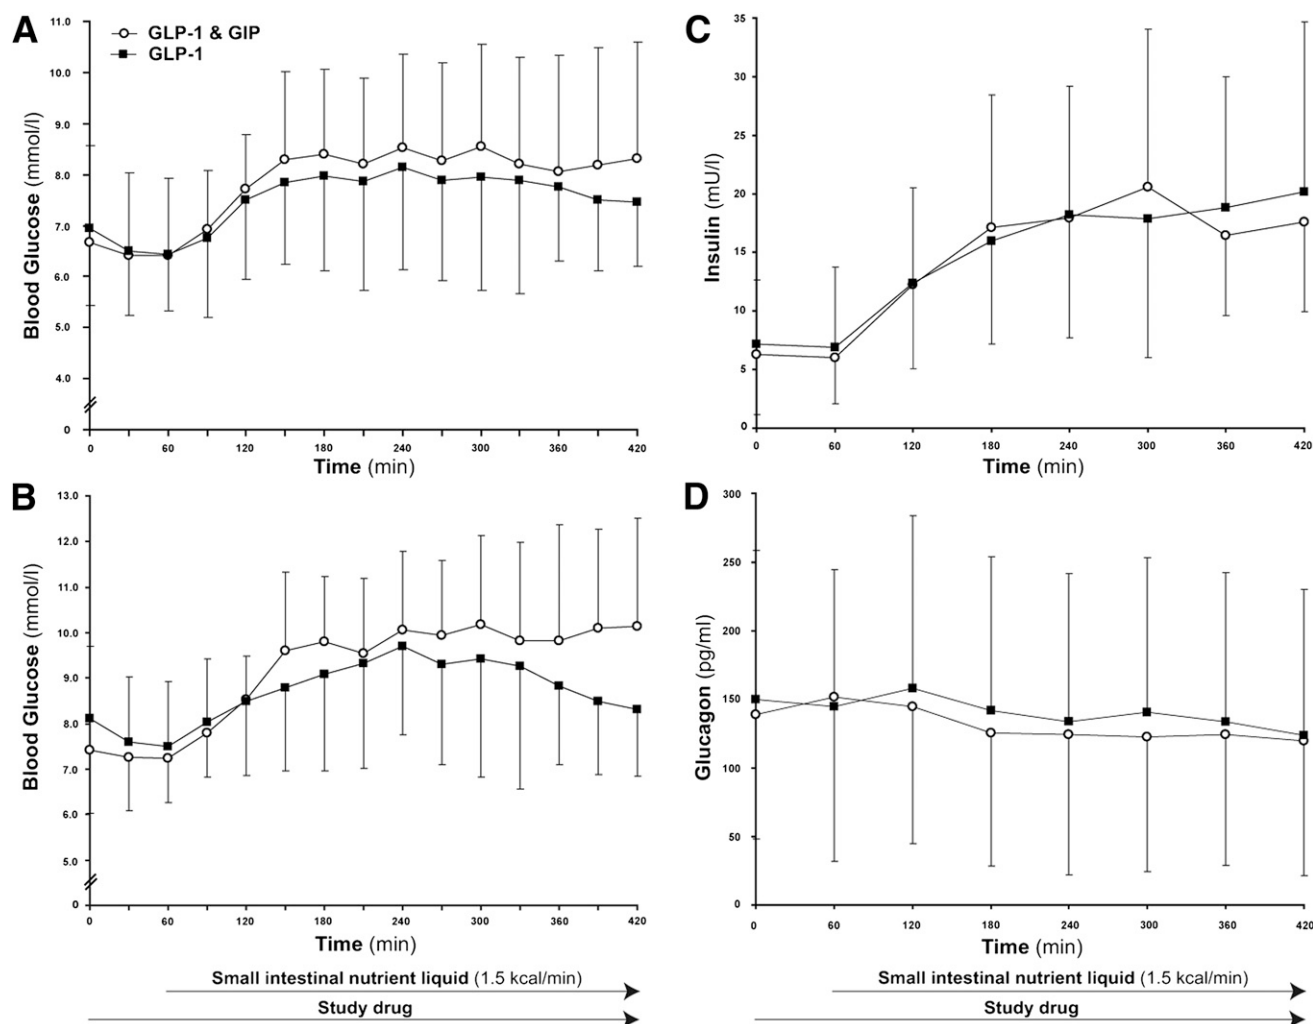 A
GLP-1 & GIP
GLP-1
Blood Glucose (mmol/l)
11.0
10.0
9.0
8.0
7.0
6.0
5.0
4.0
0
0 60 120 180 240 300 360 420
Time (min)
B
Blood Glucose (mmol/l)
13.0
12.0
11.0
10.0
9.0
8.0
7.0
6.0
5.0
0
0 60 120 180 240 300 360 420
Time (min)
Small intestinal nutrient liquid (1.5 kcal/min)
Study drug
C
Insulin (mU/l)
35
30
25
20
15
10
5
0
0 60 120 180 240 300 360 420
Time (min)
D
Glucagon (pg/ml)
300
250
200
150
100
50
0
0 60 120 180 240 300 360 420
Time (min)
Small intestinal nutrient liquid (1.5 kcal/min)
Study drug